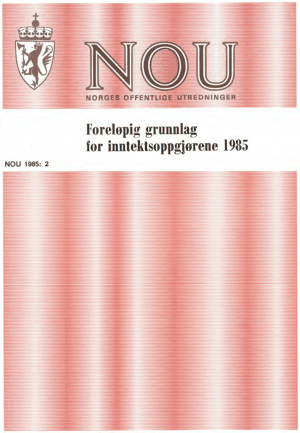 NOU
NORGES OFFENTLIGE UTREDNINGER
Foreløpig grunnlag
for inntektsoppgjørene 1985
NOU 1985: 2